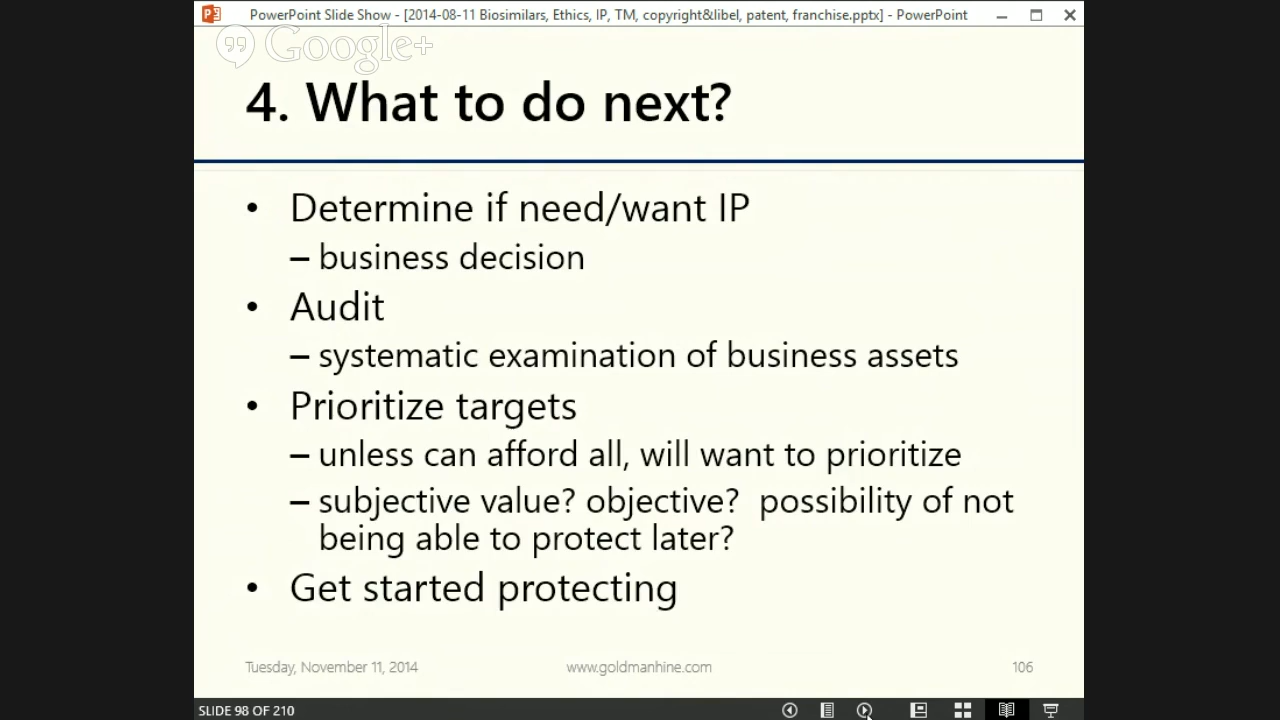 PowerPoint Slide Show - [2014-08-11 Biosimilars, Ethics, IP, TM, copyright&libel, patent, franchise.pptx] - PowerPoint
Google+
4. What to do next?
• Determine if need/want IP
– business decision
• Audit
– systematic examination of business assets
• Prioritize targets
– unless can afford all, will want to prioritize
– subjective value? objective?  possibility of not
being able to protect later?
• Get started protecting
Tuesday, November 11, 2014 www.goldmanhine.com 106
SLIDE 98 OF 210